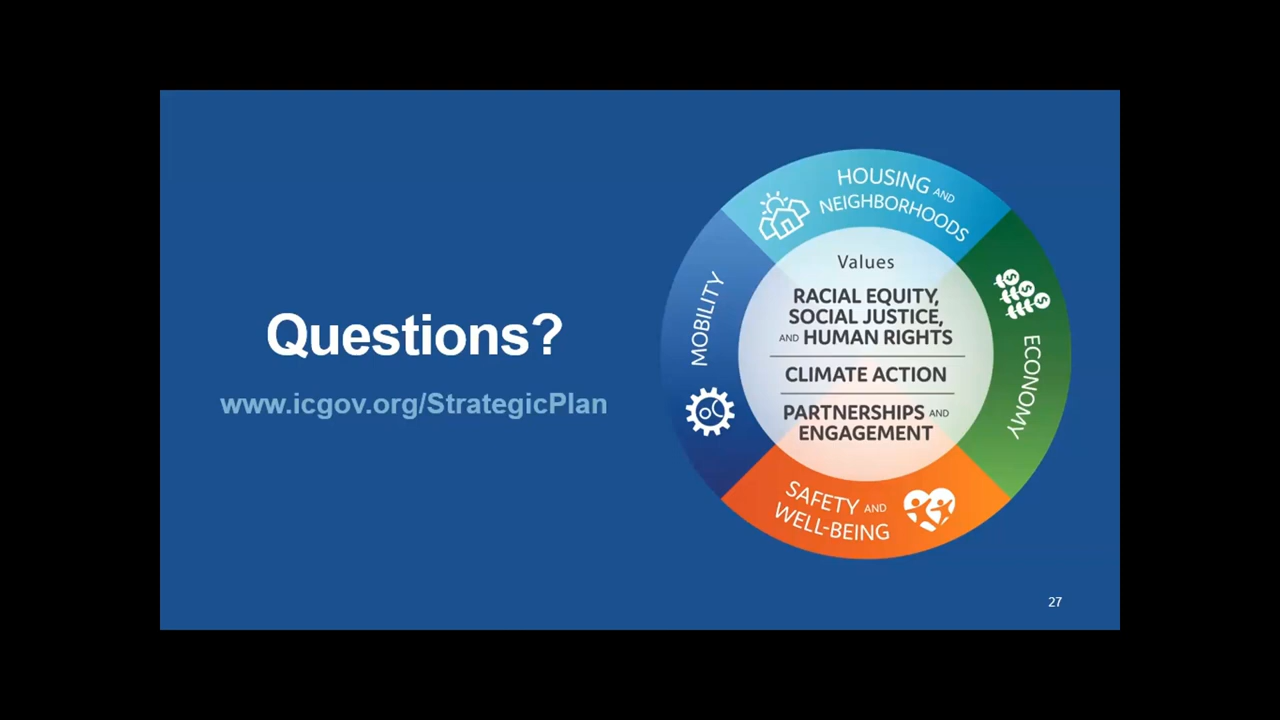 Questions?
www.icgov.org/StrategicPlan
HOUSING AND
NEIGHBORHOODS
MOBILITY
ECONOMY
SAFETY AND
WELL-BEING
Values
RACIAL EQUITY,
SOCIAL JUSTICE,
AND HUMAN RIGHTS
CLIMATE ACTION
PARTNERSHIPS AND
ENGAGEMENT
27